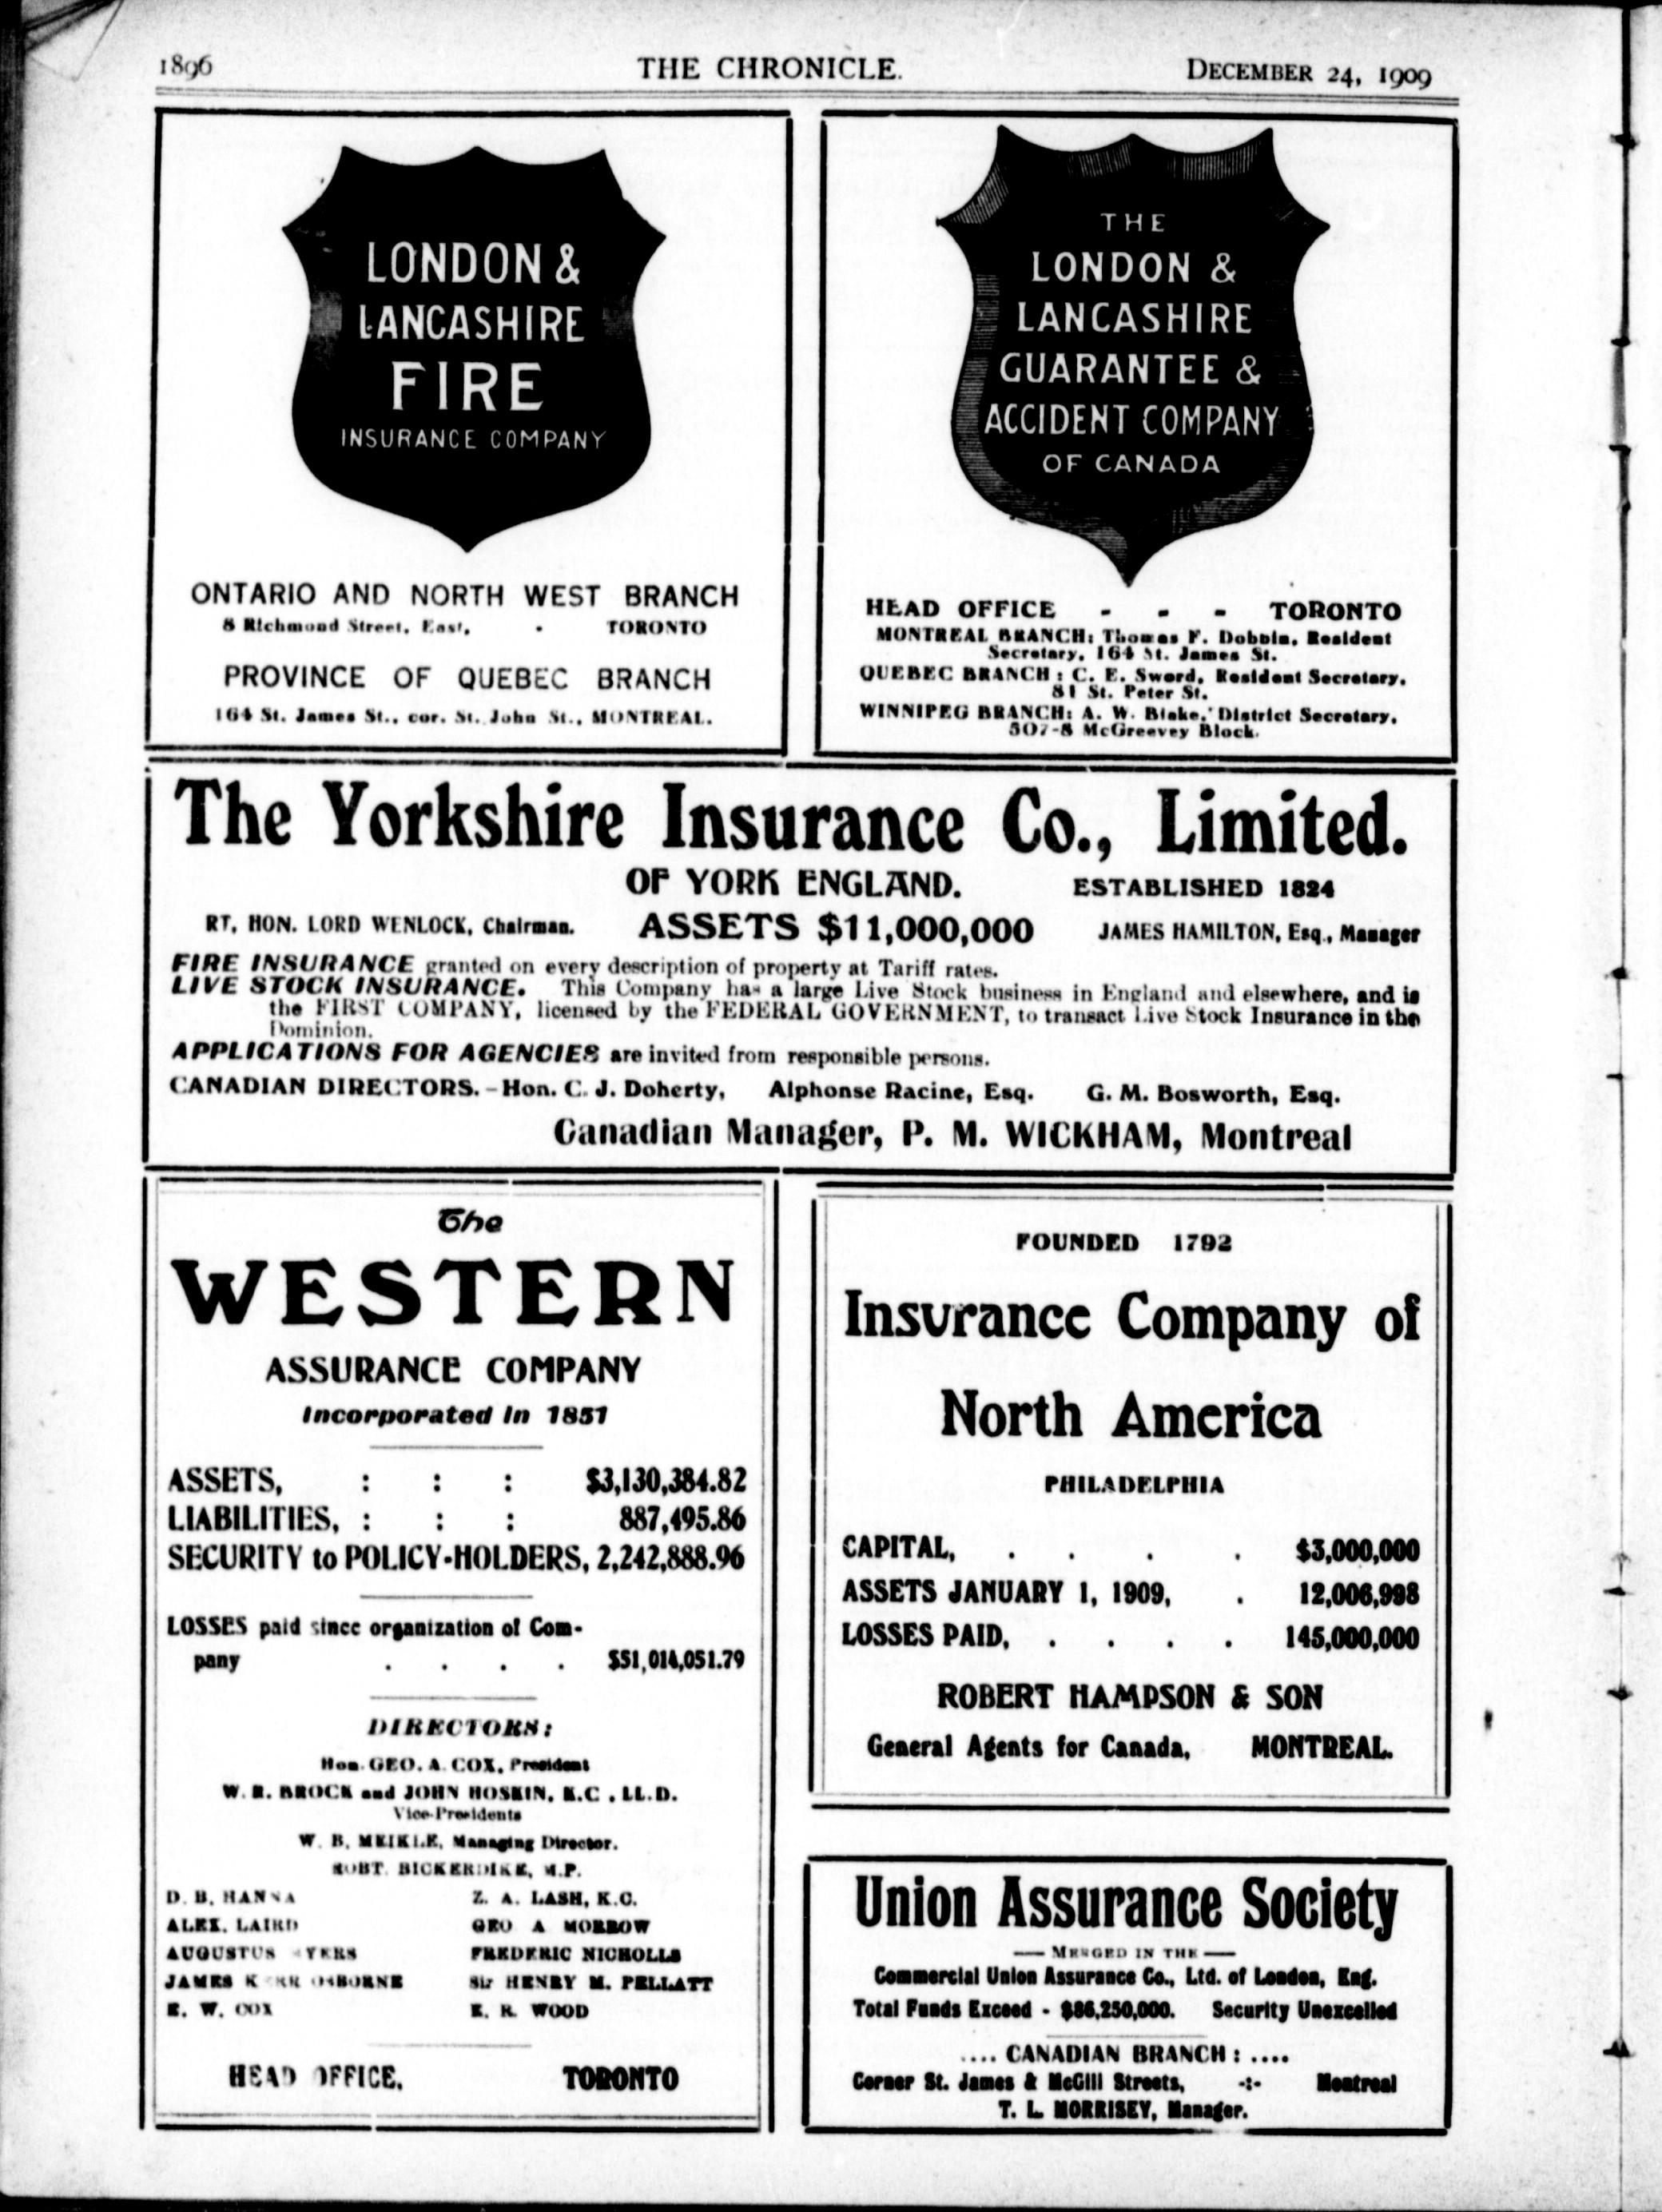 1896
THE CHRONICLE.
DECEMBER 24, 1909
LONDON &
LANCASHIRE
FIRE
INSURANCE COMPANY
ONTARIO AND NORTH WEST BRANCH
8 Richmond Street, East, - TORONTO
PROVINCE OF QUEBEC BRANCH
164 St. James St., cor. St. John St., MONTREAL.
THE
LONDON &
LANCASHIRE
GUARANTEE &
ACCIDENT COMPANY
OF CANADA
HEAD OFFICE - - - TORONTO
MONTREAL BRANCH: Thomas F. Dobbin, Resident
Secretary, 164 St. James St.
QUEBEC BRANCH : C. E. Sword, Resident Secretary,
81 St. Peter St.
WINNIPEG BRANCH: A. W. Blake, District Secretary,
507-8 McGreevey Block.
The Yorkshire Insurance Co., Limited.
OF YORK ENGLAND. ESTABLISHED 1824
RT. HON. LORD WENLOCK, Chairman. ASSETS $11,000,000 JAMES HAMILTON, Esq., Manager
FIRE INSURANCE granted on every description of property at Tariff rates.
LIVE STOCK INSURANCE. This Company has a large Live Stock business in England and elsewhere, and is
the FIRST COMPANY, licensed by the FEDERAL GOVERNMENT, to transact Live Stock Insurance in the
Dominion.
APPLICATIONS FOR AGENCIES are invited from responsible persons.
CANADIAN DIRECTORS.-Hon. C. J. Doherty, Alphonse Racine, Esq. G. M. Bosworth, Esq.
Canadian Manager, P. M. WICKHAM, Montreal
The
WESTERN
ASSURANCE COMPANY
Incorporated in 1851
ASSETS, : : : $3,130,384.82
LIABILITIES, : : : 887,495.86
SECURITY to POLICY-HOLDERS, 2,242,888.96
LOSSES paid since organization of Com-
pany . . . . $51,014,051.79
DIRECTORS:
Hon. GEO. A. COX, President
W. R. BROCK and JOHN HOSKIN, K.C., LL.D.
Vice-Presidents
W. B. MEIKLE, Managing Director.
ROBT. BICKERDIKE, M.P.
D. B. HANNA Z. A. LASH, K.C.
ALEX. LAIRD GEO A MORROW
AUGUSTUS MYERS FREDERIC NICHOLLS
JAMES KERR OSBORNE Sir HENRY M. PELLATT
E. W. COX E. R. WOOD
HEAD OFFICE, TORONTO
FOUNDED 1792
Insurance Company of
North America
PHILADELPHIA
CAPITAL, . . . . $3,000,000
ASSETS JANUARY 1, 1909, . 12,006,998
LOSSES PAID, . . . . 145,000,000
ROBERT HAMPSON & SON
General Agents for Canada, MONTREAL.
Union Assurance Society
MERGED IN THE
Commercial Union Assurance Co., Ltd. of London, Eng.
Total Funds Exceed - $86,250,000. Security Unexcelled
.... CANADIAN BRANCH : ....
Corner St. James & McGill Streets, -:- Montreal
T. L. MORRISEY, Manager.